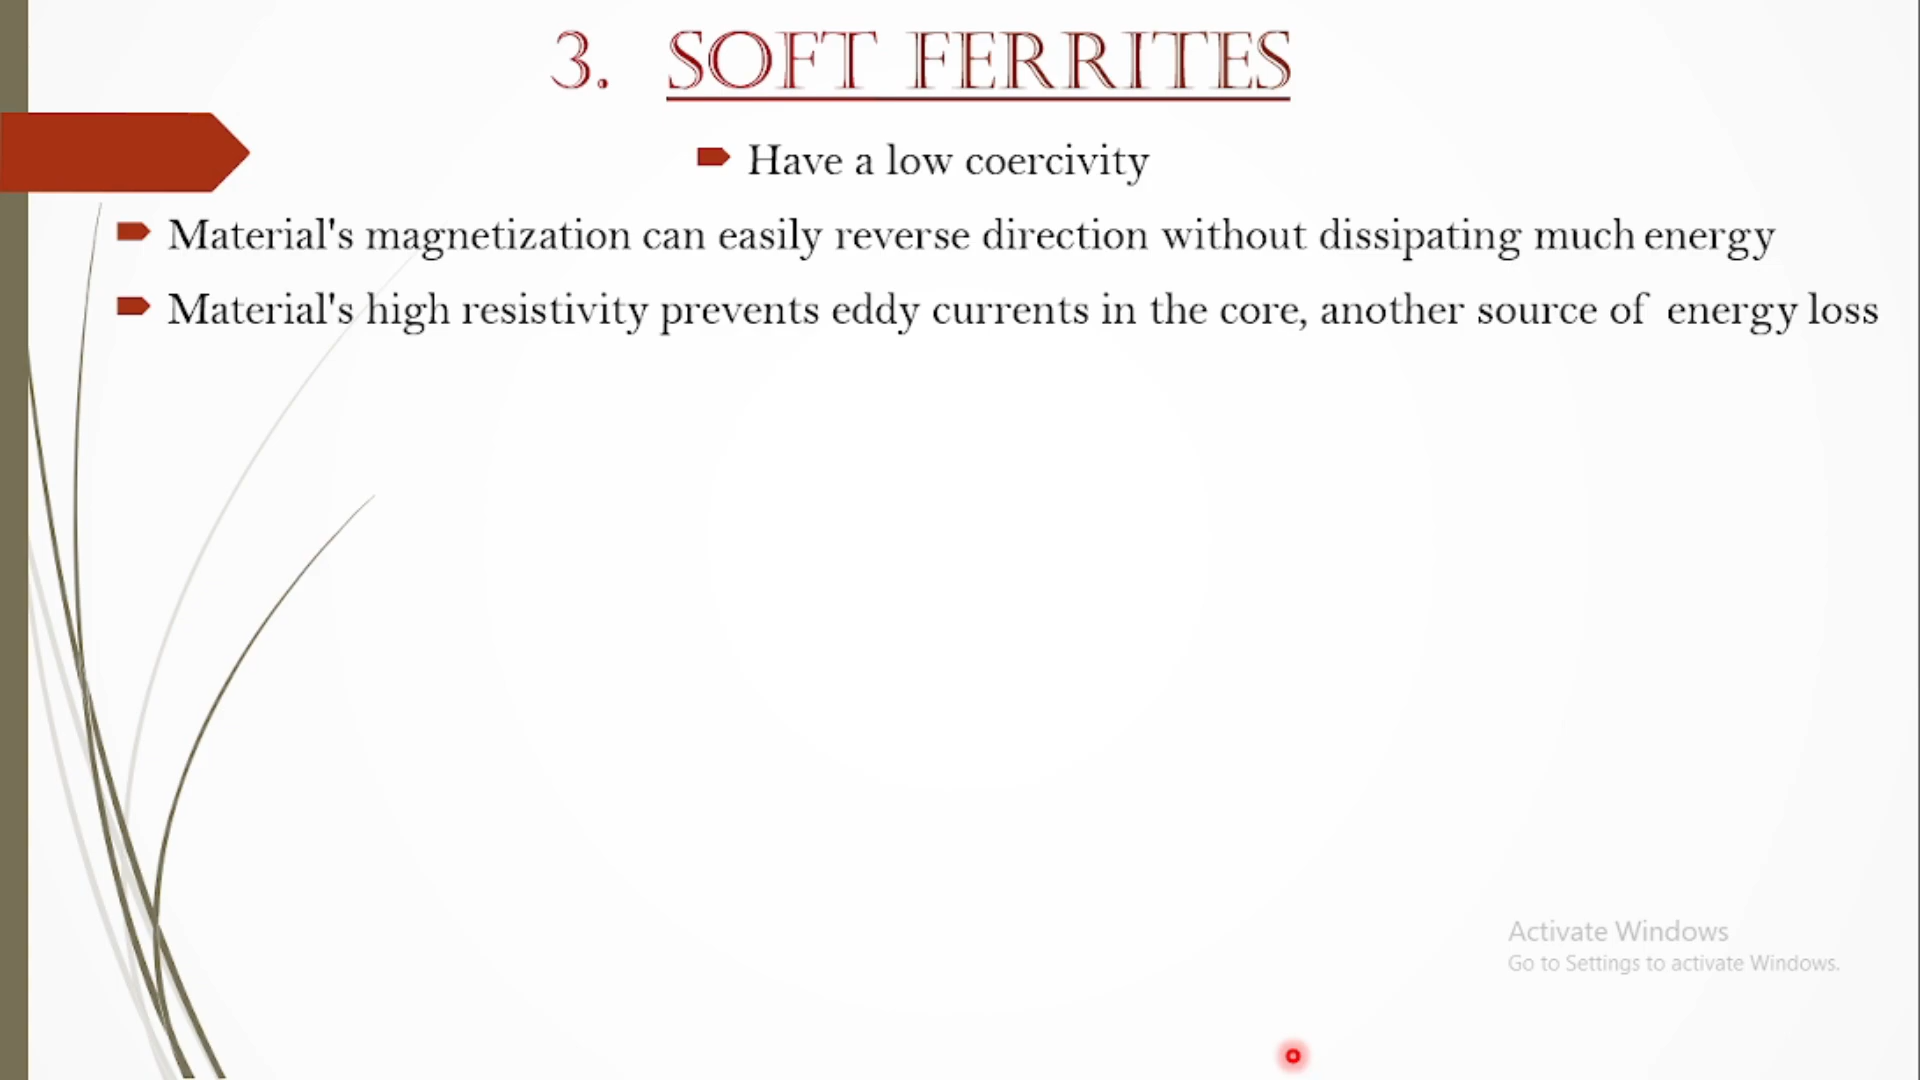 3. SOFT FERRITES
Have a low coercivity
Material's magnetization can easily reverse direction without dissipating much energy
Material's high resistivity prevents eddy currents in the core, another source of energy loss
Activate Windows
Go to Settings to activate Windows.